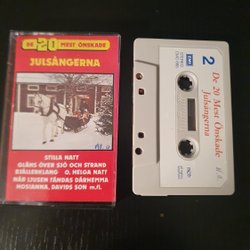 DE 20 MEST ÖNSKADE
JULSÅNGERNA
STILLA NATT
GLÄNS ÖVER SJÖ OCH STRAND
BJÄLLERKLANG O, HELGA NATT
NÄR LJUSEN TÄNDAS DÄRHEMMA
HOSIANNA, DAVIDS SON m.fl.
2
EMI
De 20 Mest Önskade
Julsångerna